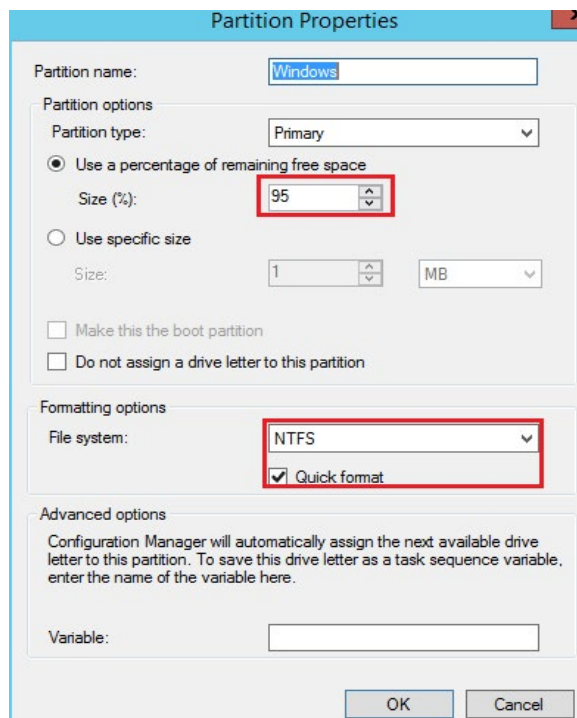 Partition Properties
Partition name:
Windows
Partition options
Partition type:
Primary
Use a percentage of remaining free space
Size (%):
95
Use specific size
Size:
1
MB
Make this the boot partition
Do not assign a drive letter to this partition
Formatting options
File system:
NTFS
Quick format
Advanced options
Configuration Manager will automatically assign the next available drive
letter to this partition. To save this drive letter as a task sequence variable,
enter the name of the variable here.
Variable:
OK
Cancel